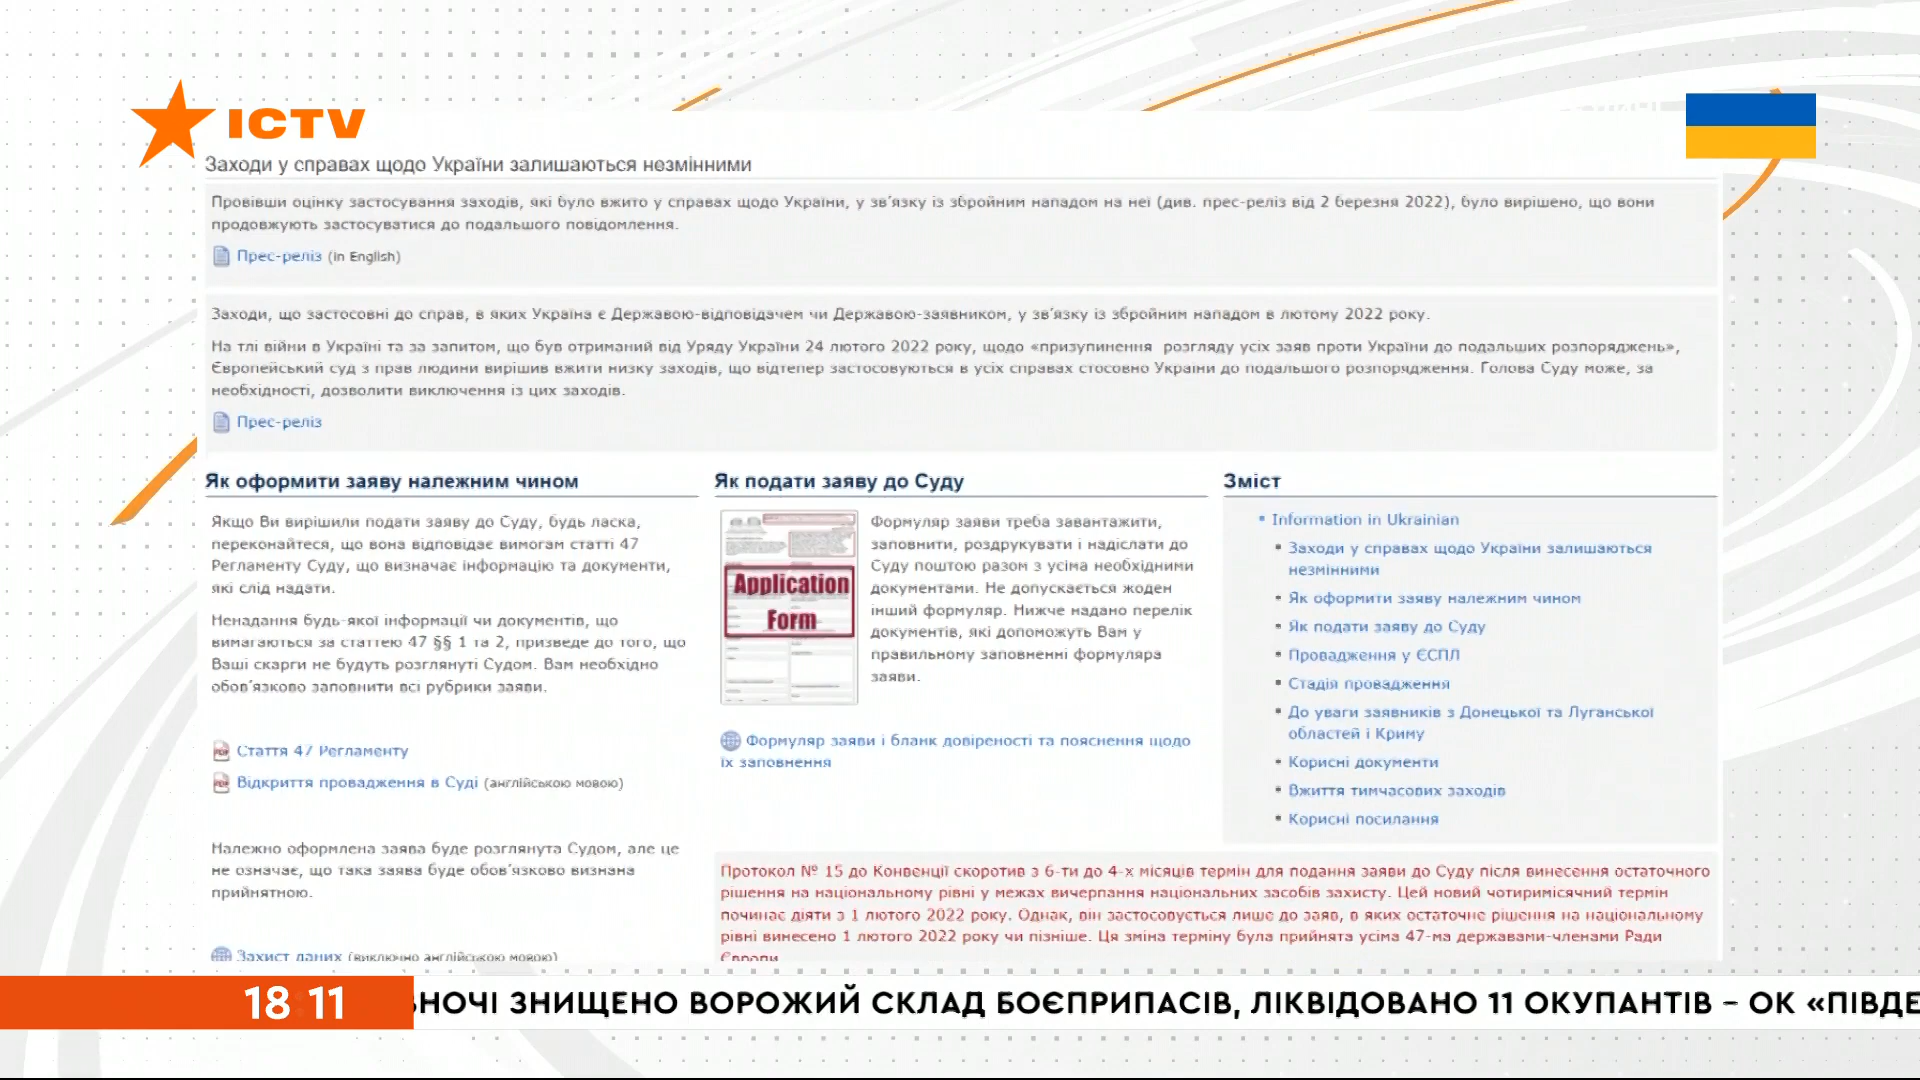 ICTV
Заходи у справах щодо України залишаються незмінними
Провівши оцінку застосування заходів, які було вжито у справах щодо України, у зв'язку із збройним нападом на неї (див. прес-реліз від 2 березня 2022), було вирішено, що вони
продовжують застосуватися до подальшого повідомлення.
Прес-реліз (in English)
Заходи, що застосовні до справ, в яких Україна є Державою-відповідачем чи Державою-заявником, у зв'язку із збройним нападом в лютому 2022 року.
На тлі війни в Україні та за запитом, що був отриманий від Уряду України 24 лютого 2022 року, щодо «призупинення розгляду усіх заяв проти України до подальших розпоряджень»,
Європейський суд з прав людини вирішив вжити низку заходів, що відтепер застосовуються в усіх справах стосовно України до подальшого розпорядження. Голова Суду може, за
необхідності, дозволити виключення із цих заходів.
Прес-реліз
Як оформити заяву належним чином
Якщо Ви вирішили подати заяву до Суду, будь ласка,
переконайтеся, що вона відповідає вимогам статті 47
Регламенту Суду, що визначає інформацію та документи,
які слід надати.
Ненадання будь-якої інформації чи документів, що
вимагаються за статтею 47 §§ 1 та 2, призведе до того, що
Ваші скарги не будуть розглянуті Судом. Вам необхідно
обов'язково заповнити всі рубрики заяви.
Стаття 47 Регламенту
Відкриття провадження в Суді (англійською мовою)
Належно оформлена заява буде розглянута Судом, але це
не означає, що така заява буде обов'язково визнана
прийнятною.
Захист даних (виключно англійською мовою)
Як подати заяву до Суду
Application
Form
Формуляр заяви треба завантажити,
заповнити, роздрукувати і надіслати до
Суду поштою разом з усіма необхідними
документами. Не допускається жоден
інший формуляр. Нижче надано перелік
документів, які допоможуть Вам у
правильному заповненні формуляра
заяви.
Формуляр заяви і бланк довіреності та пояснення щодо
їх заповнення
Зміст
Information in Ukrainian
Заходи у справах щодо України залишаються
незмінними
Як оформити заяву належним чином
Як подати заяву до Суду
Провадження у ЄСПЛ
Стадія провадження
До уваги заявників з Донецької та Луганської
областей і Криму
Корисні документи
Вжиття тимчасових заходів
Корисні посилання
Протокол № 15 до Конвенції скоротив з 6-ти до 4-х місяців термін для подання заяви до Суду після винесення остаточного
рішення на національному рівні у межах вичерпання національних засобів захисту. Цей новий чотиримісячний термін
починає діяти з 1 лютого 2022 року. Однак, він застосовується лише до заяв, в яких остаточне рішення на національному
рівні винесено 1 лютого 2022 року чи пізніше. Ця зміна терміну була прийнята усіма 47-ма державами-членами Ради
Європи.
18:11
ВНОЧІ ЗНИЩЕНО ВОРОЖИЙ СКЛАД БОЄПРИПАСІВ, ЛІКВІДОВАНО 11 ОКУПАНТІВ – ОК «ПІВДЕ